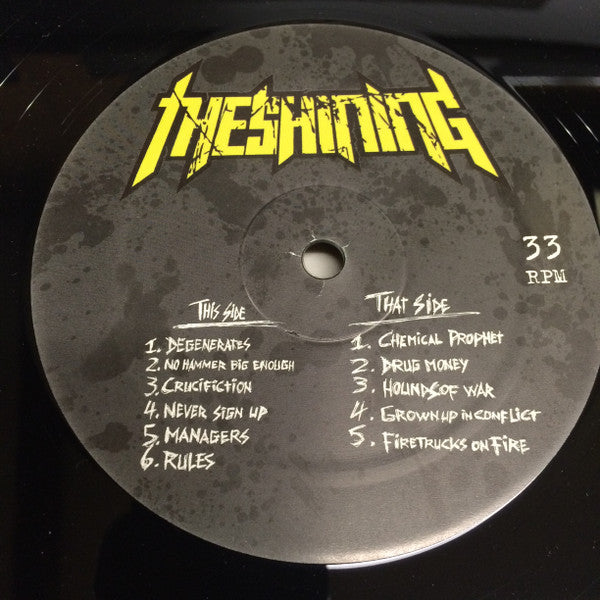 THESHINING
33
RPM
THIS SIDE
1. DEGENERATES
2. NO HAMMER BIG ENOUGH
3. CRUCIFICTION
4. NEVER SIGN UP
5. MANAGERS
6. RULES
THAT SIDE
1. CHEMICAL PROPHET
2. DRUG MONEY
3. HOUNDS OF WAR
4. GROWN UP IN CONFLICT
5. FIRETRUCKS ON FIRE